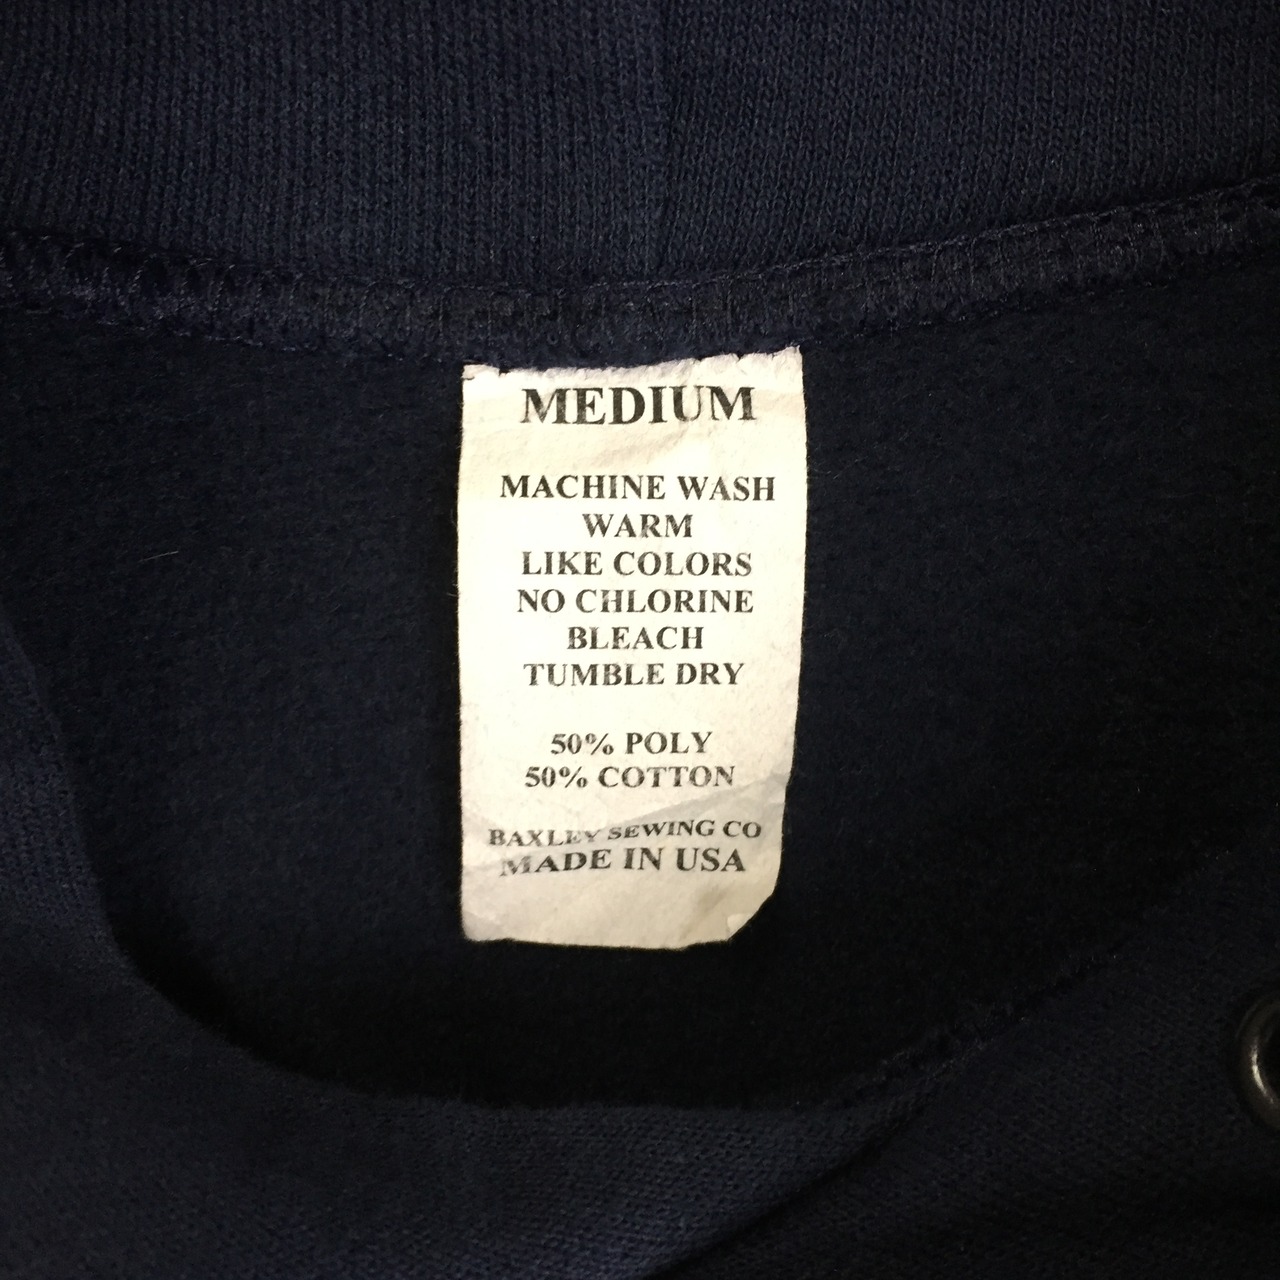 MEDIUM
MACHINE WASH
WARM
LIKE COLORS
NO CHLORINE
BLEACH
TUMBLE DRY
50% POLY
50% COTTON
BAXLEY SEWING CO
MADE IN USA